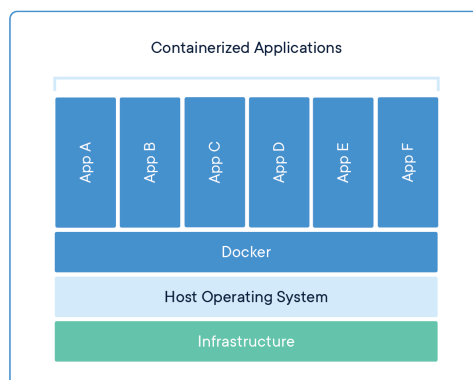 Containerized Applications
App A
App B
App C
App D
App E
App F
Docker
Host Operating System
Infrastructure